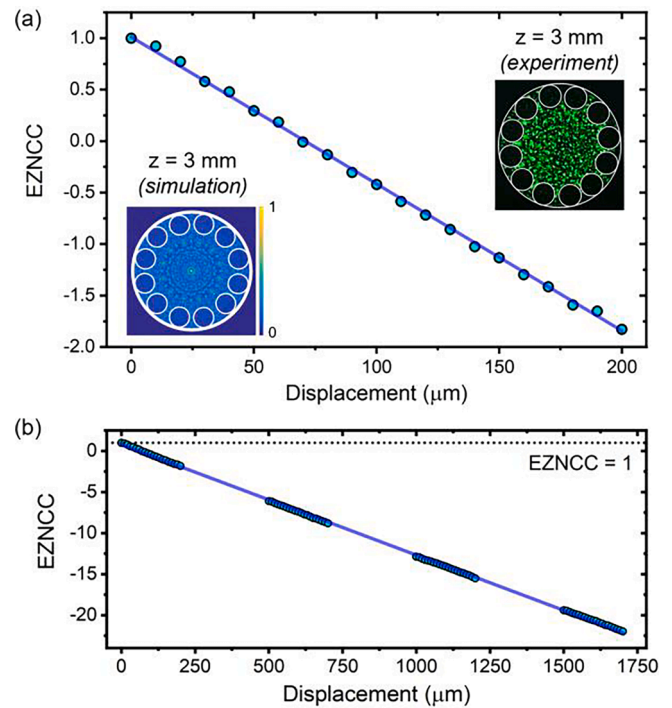 (a)
1.0
0.5
0.0
-0.5
-1.0
-1.5
-2.0
EZNCC
z = 3 mm
(experiment)
z = 3 mm
(simulation)
1
0
0
50
100
150
200
Displacement (μm)
(b)
0
-5
-10
-15
-20
EZNCC
EZNCC = 1
0
250
500
750
1000
1250
1500
1750
Displacement (μm)